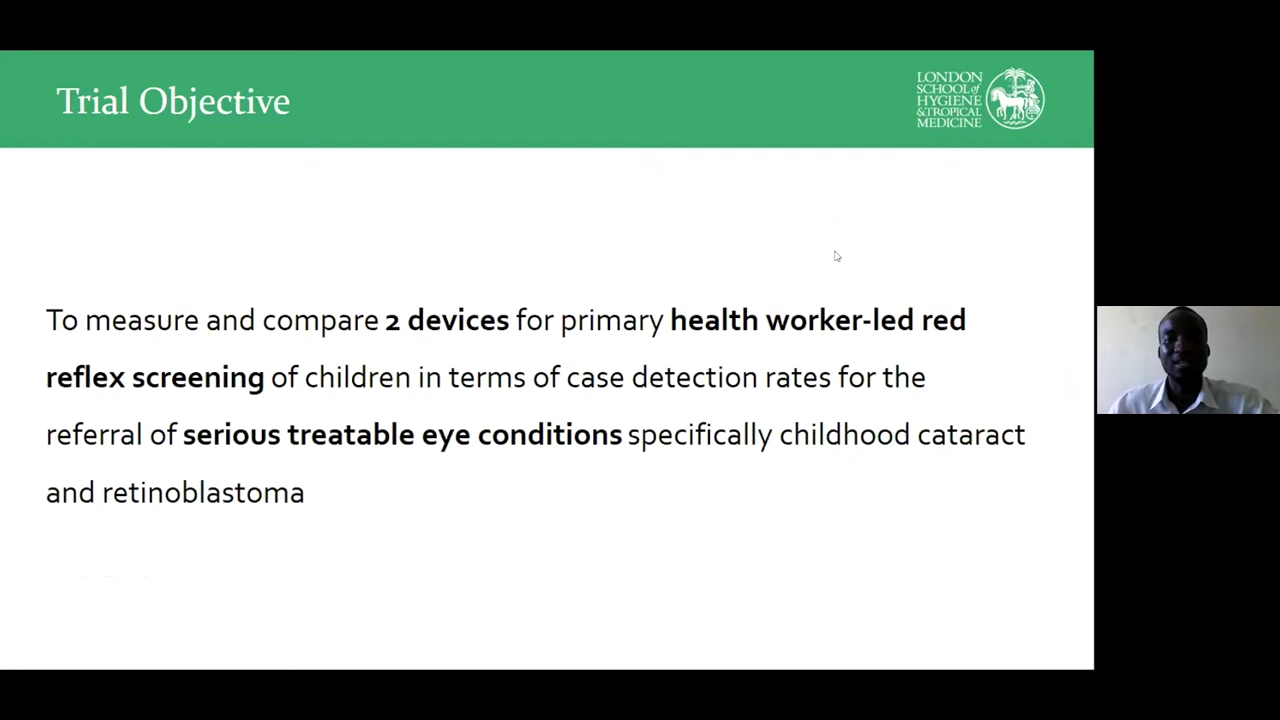 Trial Objective
LONDON
SCHOOL of
HYGIENE
& TROPICAL
MEDICINE
To measure and compare 2 devices for primary health worker-led red
reflex screening of children in terms of case detection rates for the
referral of serious treatable eye conditions specifically childhood cataract
and retinoblastoma